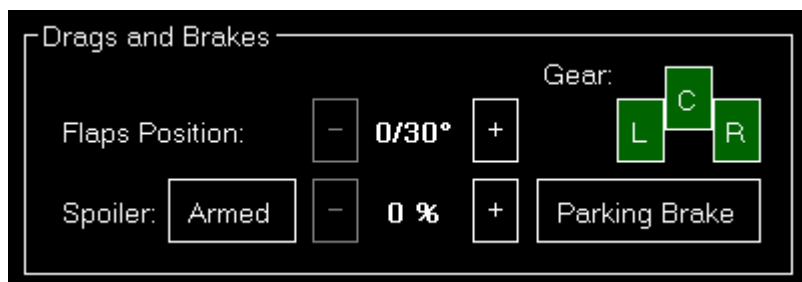 Drags and Brakes
Gear:
C
Flaps Position: - 0/30° + L R
Spoiler: Armed - 0 % + Parking Brake